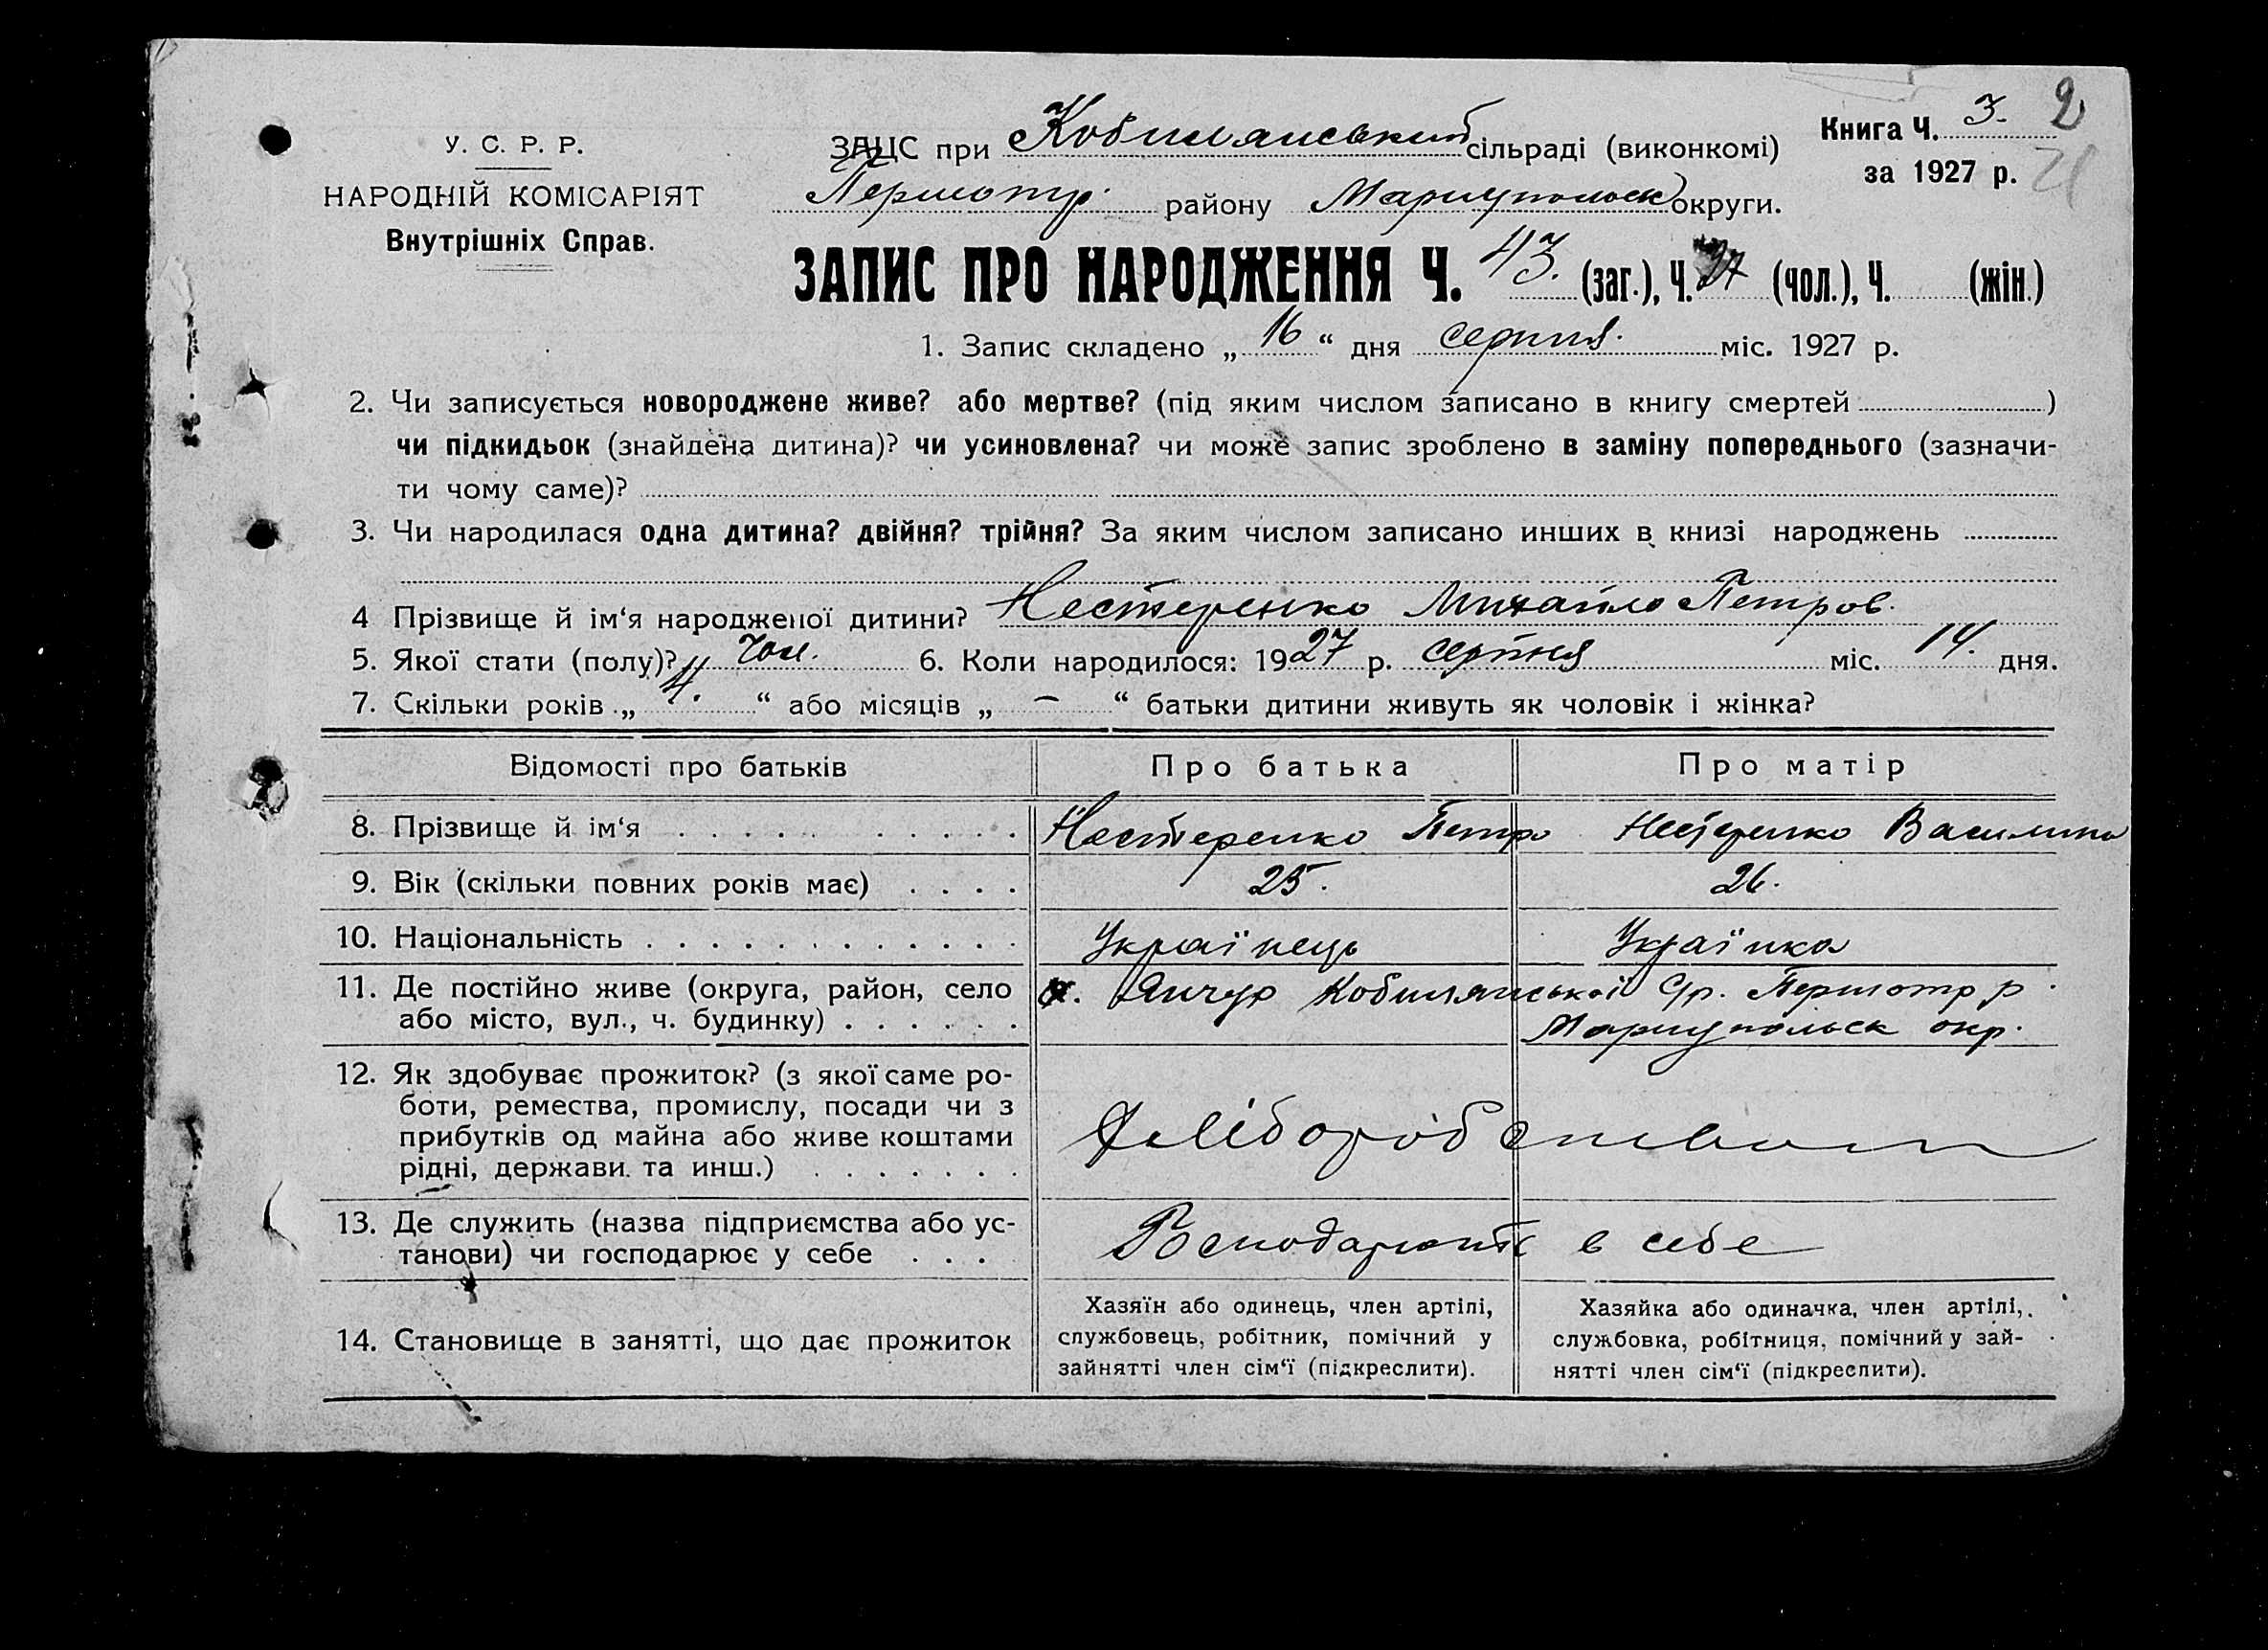 Книга Ч. 3. 2
У. С. Р. Р.
ЗАЦС при Кобилянський сільраді (виконкомі)
за 1927 р.
НАРОДНІЙ КОМІСАРІЯТ
Першотр. району Мариупольськ округи.
Внутрішніх Справ.
ЗАПИС ПРО НАРОДЖЕННЯ Ч. 43. (заг.), Ч. 27 (чол.), Ч. (жін.)
1. Запис складено „ 16 “ дня серпня. міс. 1927 р.
2. Чи записується новороджене живе? або мертве? (під яким числом записано в книгу смертей )
чи підкидьок (знайдена дитина)? чи усиновлена? чи може запис зроблено в заміну попереднього (зазначи-
ти чому саме)?
3. Чи народилася одна дитина? двійня? трійня? За яким числом записано инших в книзі народжень
4 Прізвище й ім‘я народженої дитини? Нестеренко Михайло Петров.
5. Якої стати (полу)? Чол. 6. Коли народилося: 1927 р. серпня міс. 14. дня.
7. Скільки років „ 4. “ або місяців „ – “ батьки дитини живуть як чоловік і жінка?
Відомості про батьків Про батька Про матір
8. Прізвище й ім‘я Нестеренко Петро Нестеренко Василина
9. Вік (скільки повних років має) 25. 26.
10. Національність Українець Українка
11. Де постійно живе (округа, район, село х. Янчур Кобилянської С/р. Першотр р.
або місто, вул., ч. будинку) Мариупольськ окр.
12. Як здобуває прожиток? (з якої саме ро-
боти, ремества, промислу, посади чи з
прибутків од майна або живе коштами Хліборобством
рідні, держави та инш.)
13. Де служить (назва підприємства або ус- Господарюють в себе
танови) чи господарює у себе
14. Становище в занятті, що дає прожиток
Хазяїн або одинець, член артілі,
службовець, робітник, помічний у
зайнятті член сім‘ї (підкреслити).
Хазяйка або одиначка, член артілі,
службовка, робітниця, помічний у зай-
нятті член сім‘ї (підкреслити).